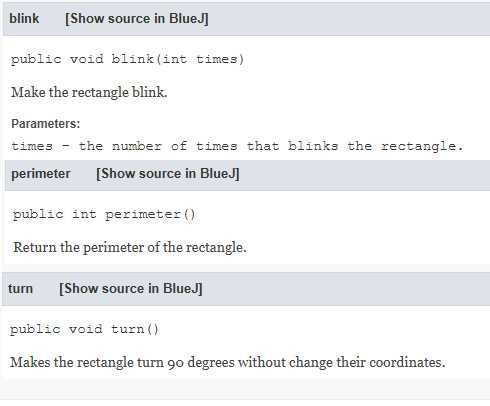 blink [Show source in BlueJ]
public void blink(int times)
Make the rectangle blink.
Parameters:
times - the number of times that blinks the rectangle.
perimeter [Show source in BlueJ]
public int perimeter()
Return the perimeter of the rectangle.
turn [Show source in BlueJ]
public void turn()
Makes the rectangle turn 90 degrees without change their coordinates.